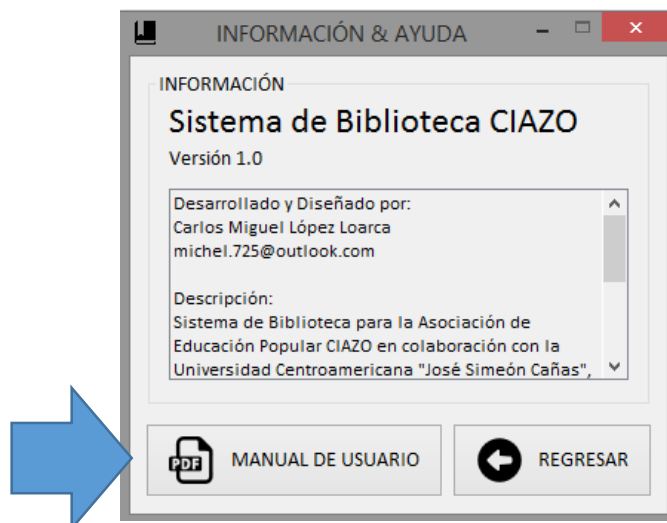 INFORMACIÓN & AYUDA
INFORMACIÓN
Sistema de Biblioteca CIAZO
Versión 1.0
Desarrollado y Diseñado por:
Carlos Miguel López Loarca
michel.725@outlook.com
Descripción:
Sistema de Biblioteca para la Asociación de
Educación Popular CIAZO en colaboración con la
Universidad Centroamericana "José Simeón Cañas",
PDF MANUAL DE USUARIO
REGRESAR